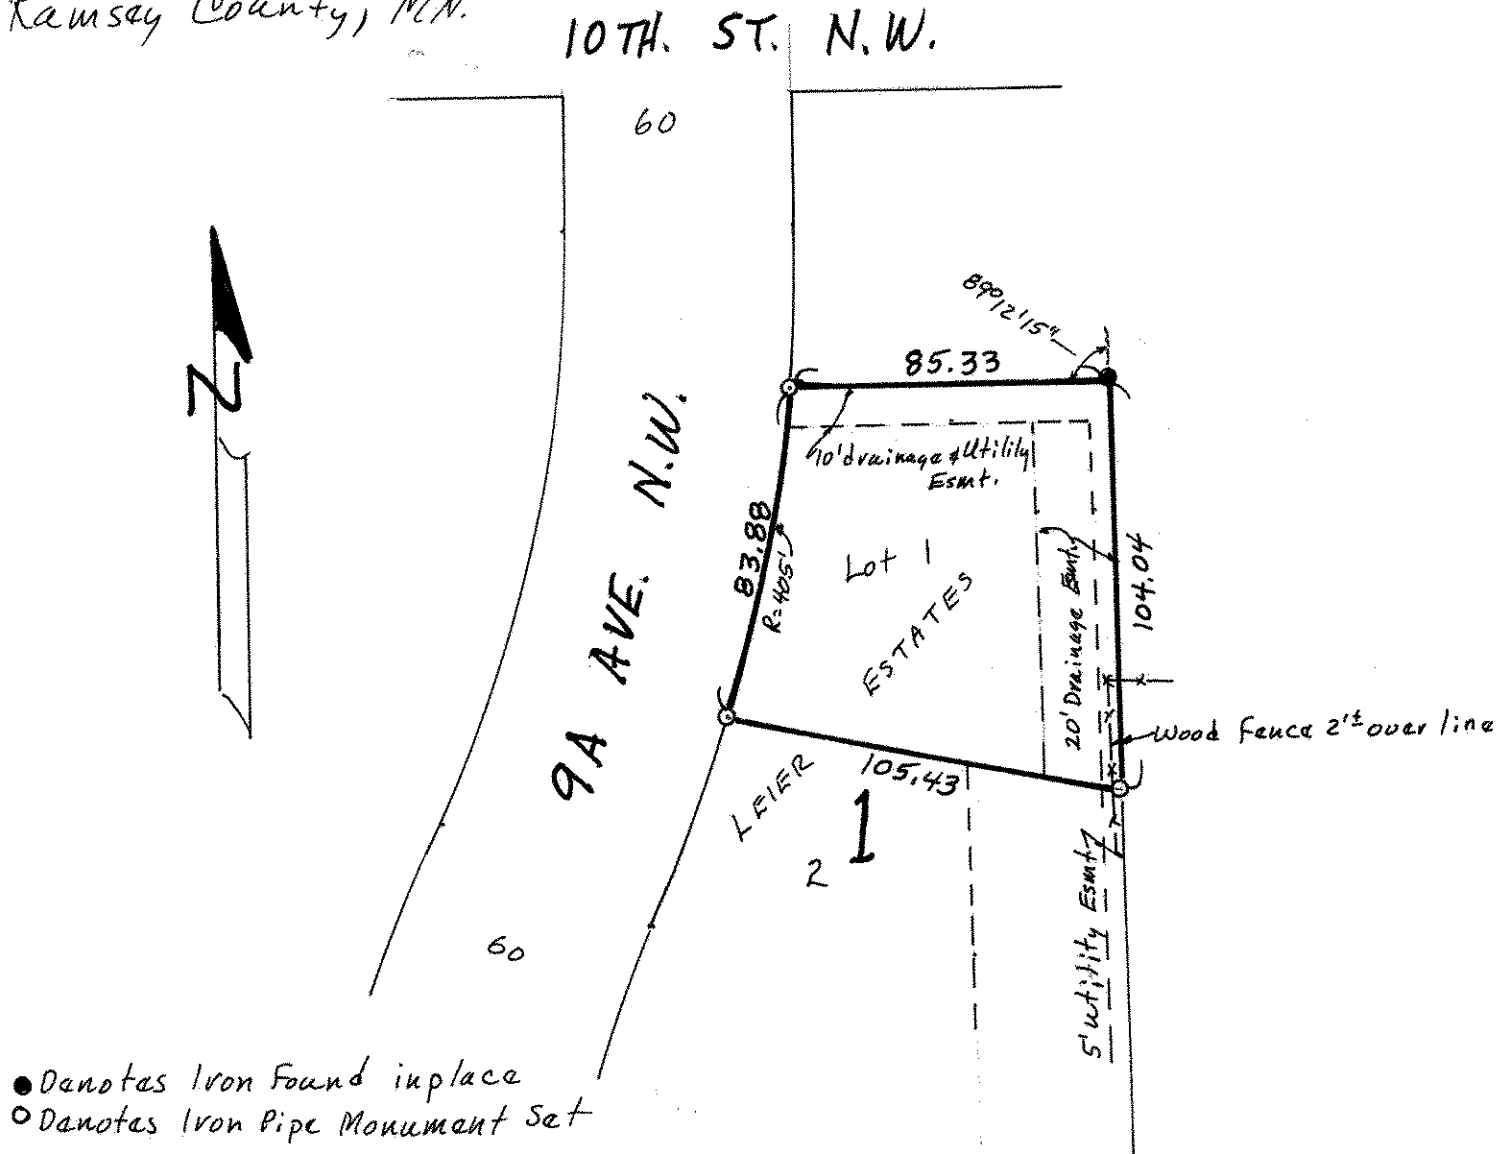 Ramsey County, MN.
10TH. ST. N.W.
60
89°12'15"
85.33
N
10' drainage & Utility
Esmt.
9A AVE. N.W.
83.88
R=405'
Lot 1
ESTATES
20' Drainage Esmt.
104.04
Wood Fence 2'± over line
105.43
LEIER
1
2
5' utility Esmt.
60
Denotes Iron Found inplace
Denotes Iron Pipe Monument Set